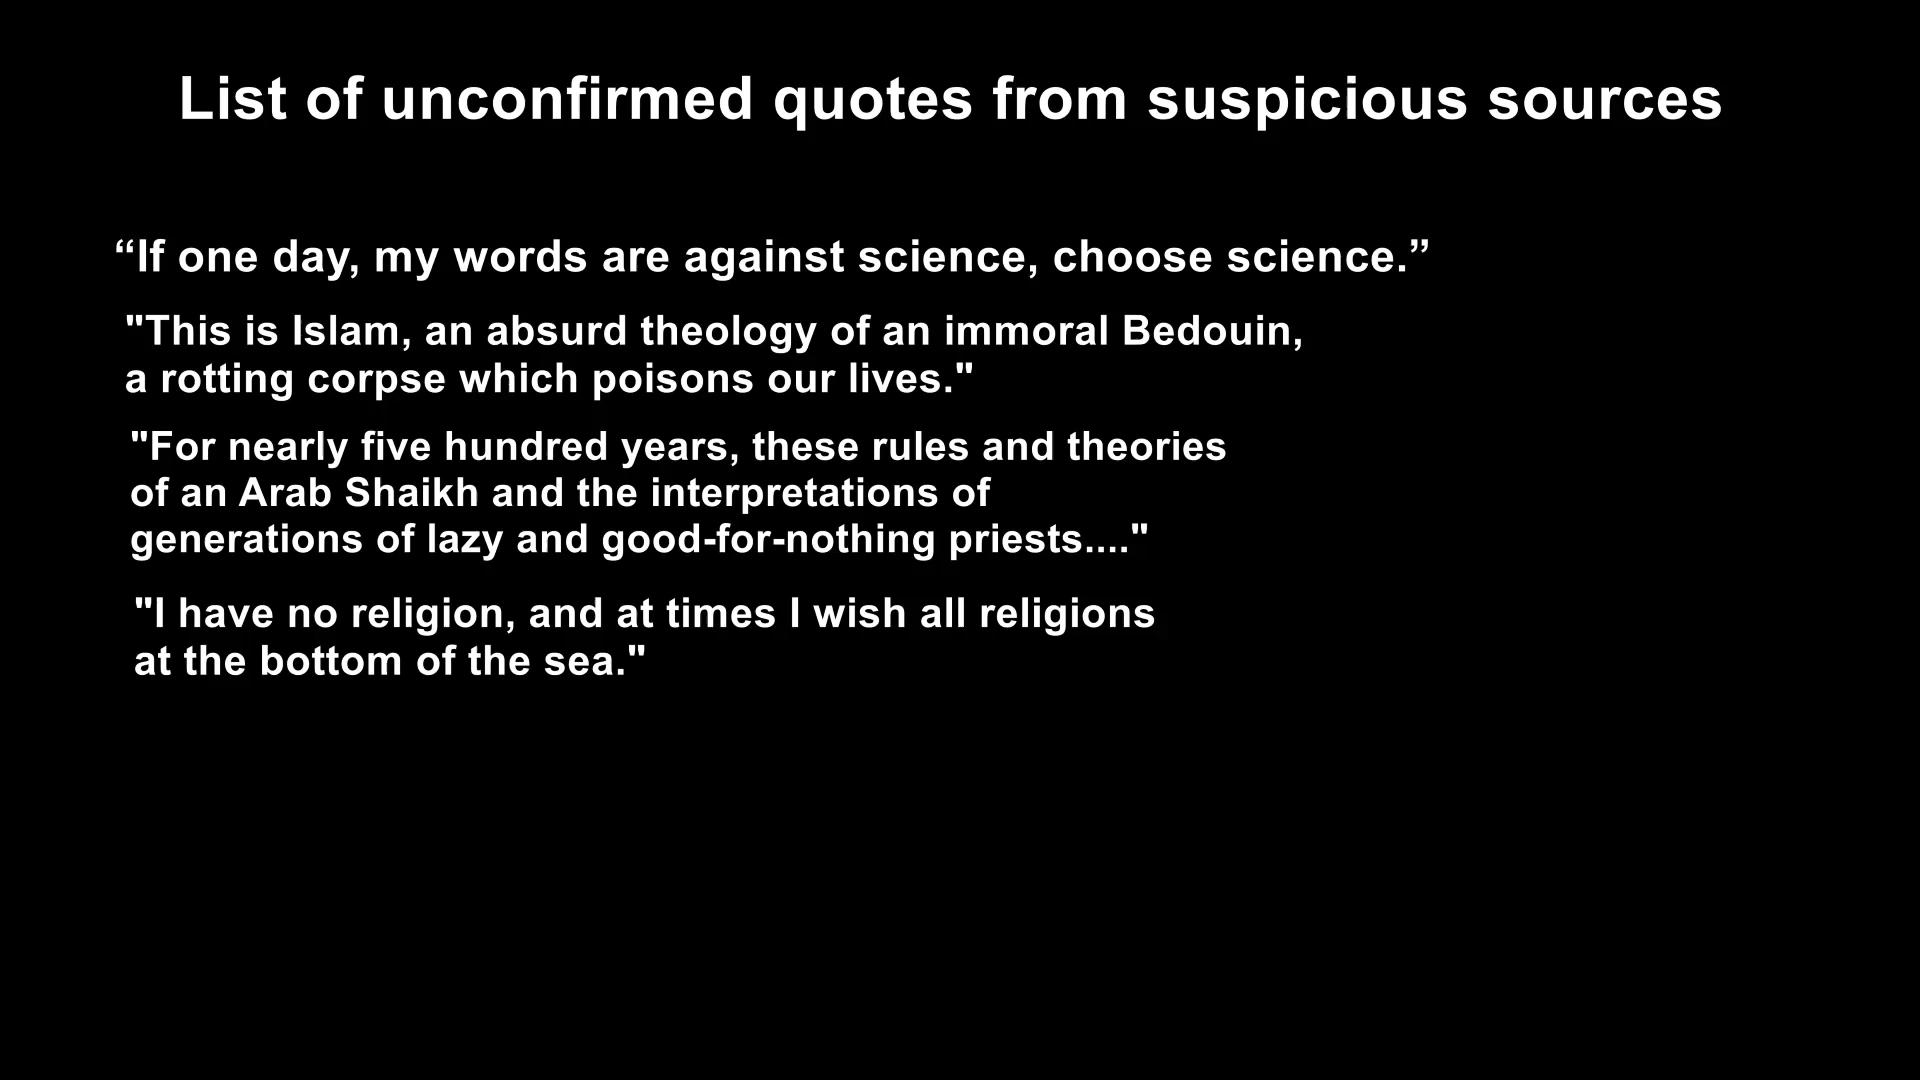 List of unconfirmed quotes from suspicious sources
“If one day, my words are against science, choose science.”
"This is Islam, an absurd theology of an immoral Bedouin,
a rotting corpse which poisons our lives."
"For nearly five hundred years, these rules and theories
of an Arab Shaikh and the interpretations of
generations of lazy and good-for-nothing priests...."
"I have no religion, and at times I wish all religions
at the bottom of the sea."